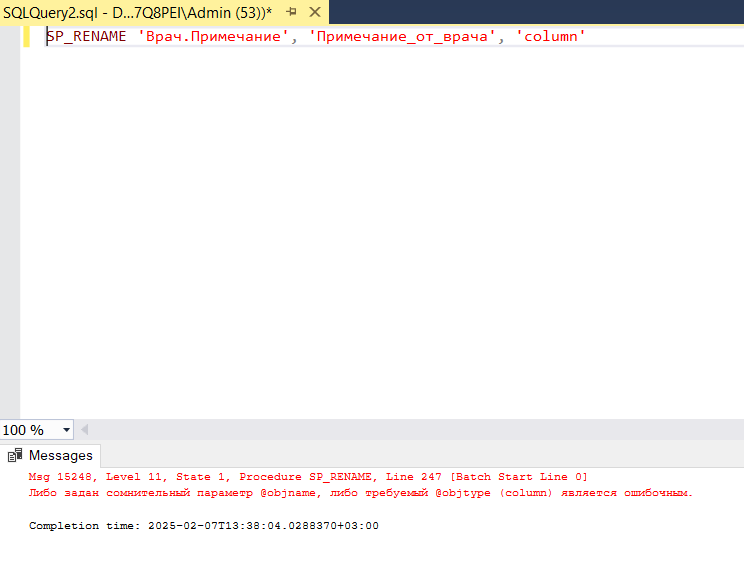 SQLQuery2.sql - D...7Q8PEI\Admin (53))*
SP_RENAME 'Врач.Примечание', 'Примечание_от_врача', 'column'
100 %
Messages
Msg 15248, Level 11, State 1, Procedure SP_RENAME, Line 247 [Batch Start Line 0]
Либо задан сомнительный параметр @objname, либо требуемый @objtype (column) является ошибочным.
Completion time: 2025-02-07T13:38:04.0288370+03:00